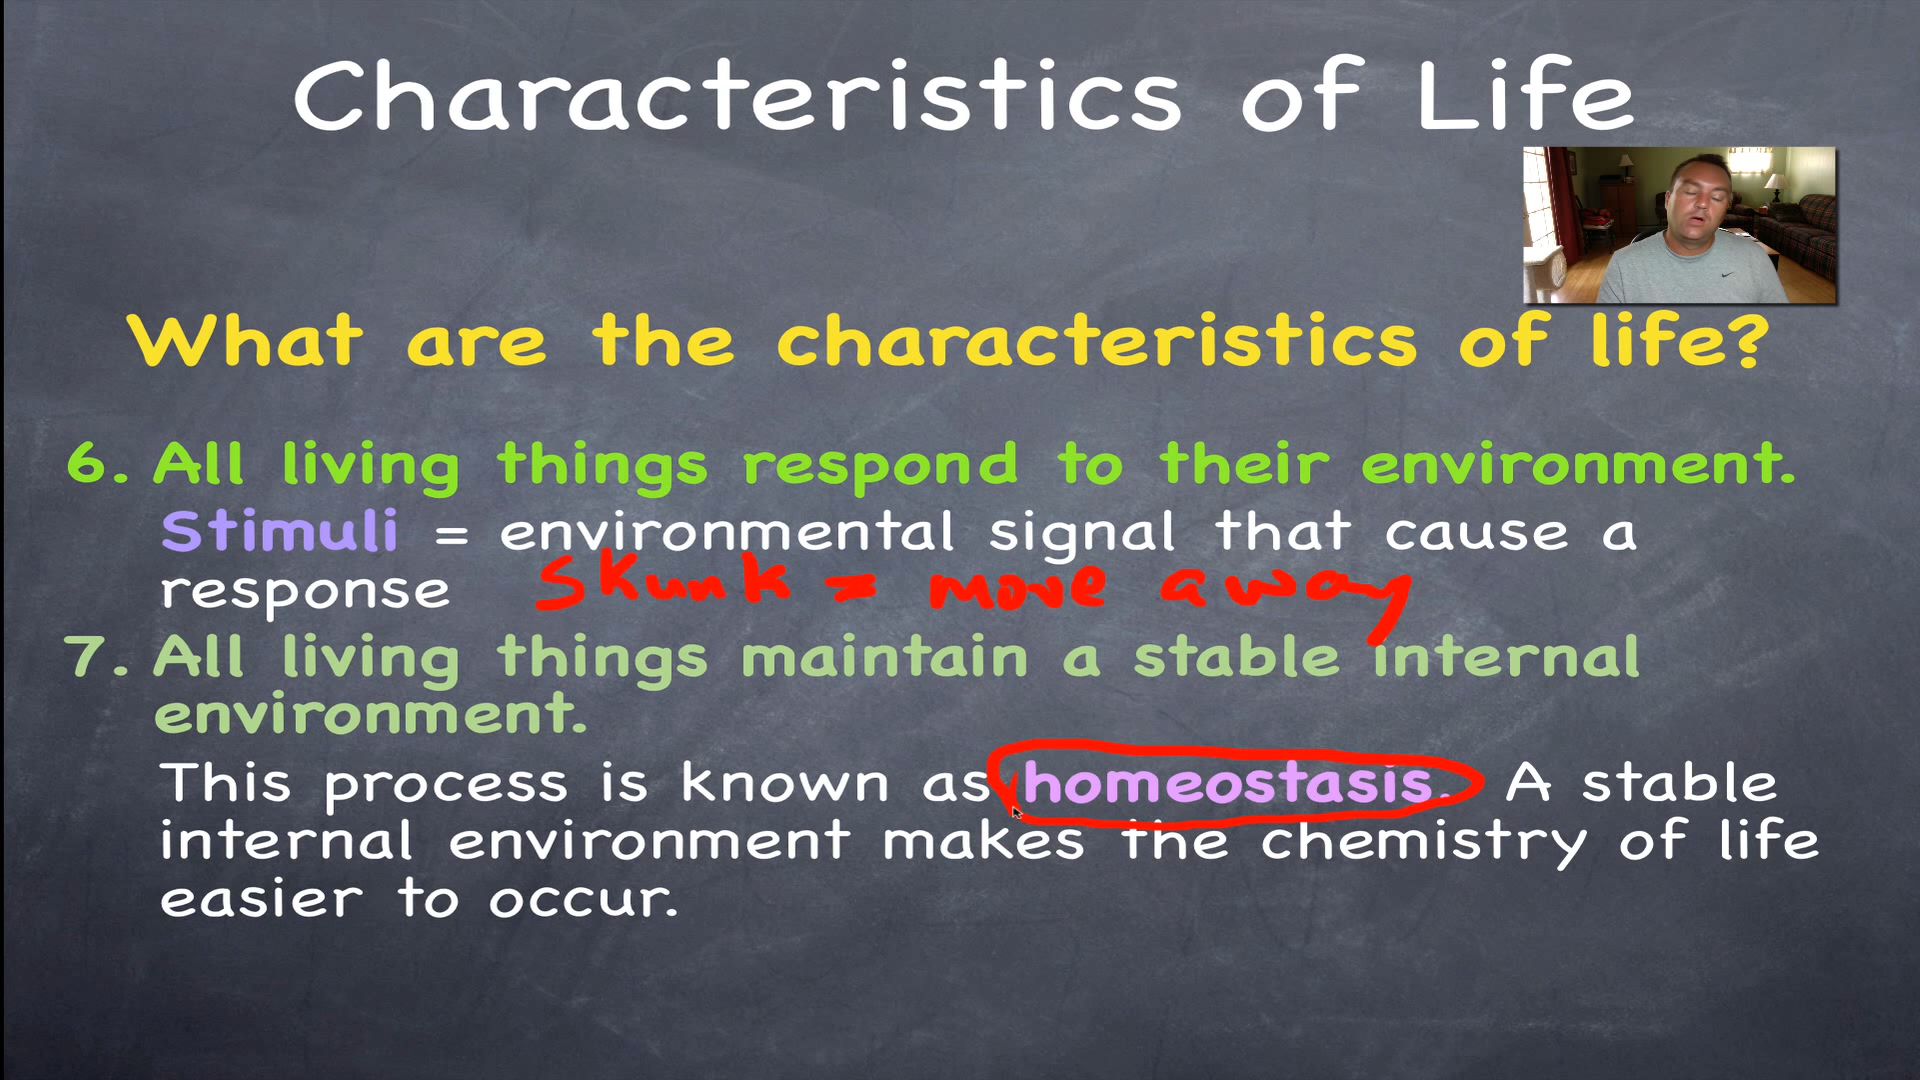 Characteristics of Life
What are the characteristics of life?
6. All living things respond to their environment.
Stimuli = environmental signal that cause a
response Skunk = move away
7. All living things maintain a stable internal
environment.
This process is known as homeostasis. A stable
internal environment makes the chemistry of life
easier to occur.